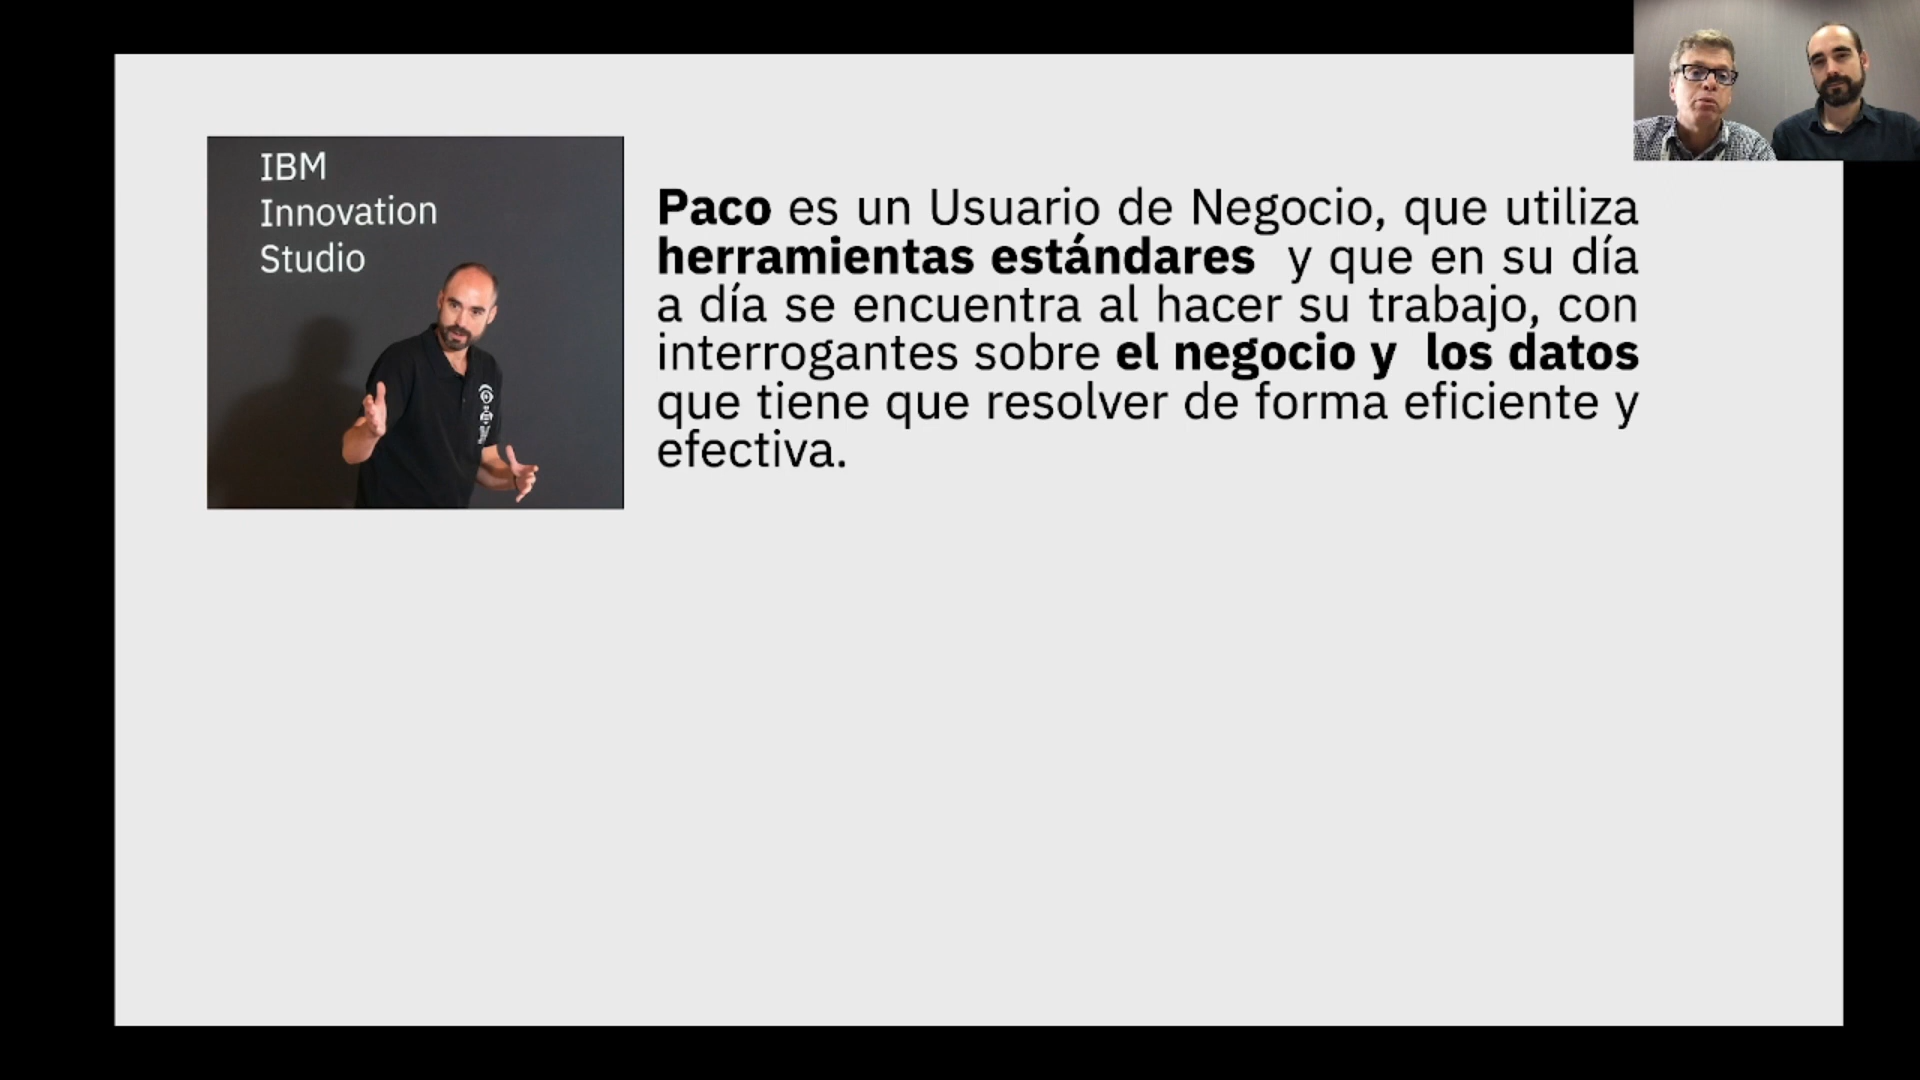 IBM
Innovation
Studio
Paco es un Usuario de Negocio, que utiliza
herramientas estándares y que en su día
a día se encuentra al hacer su trabajo, con
interrogantes sobre el negocio y los datos
que tiene que resolver de forma eficiente y
efectiva.